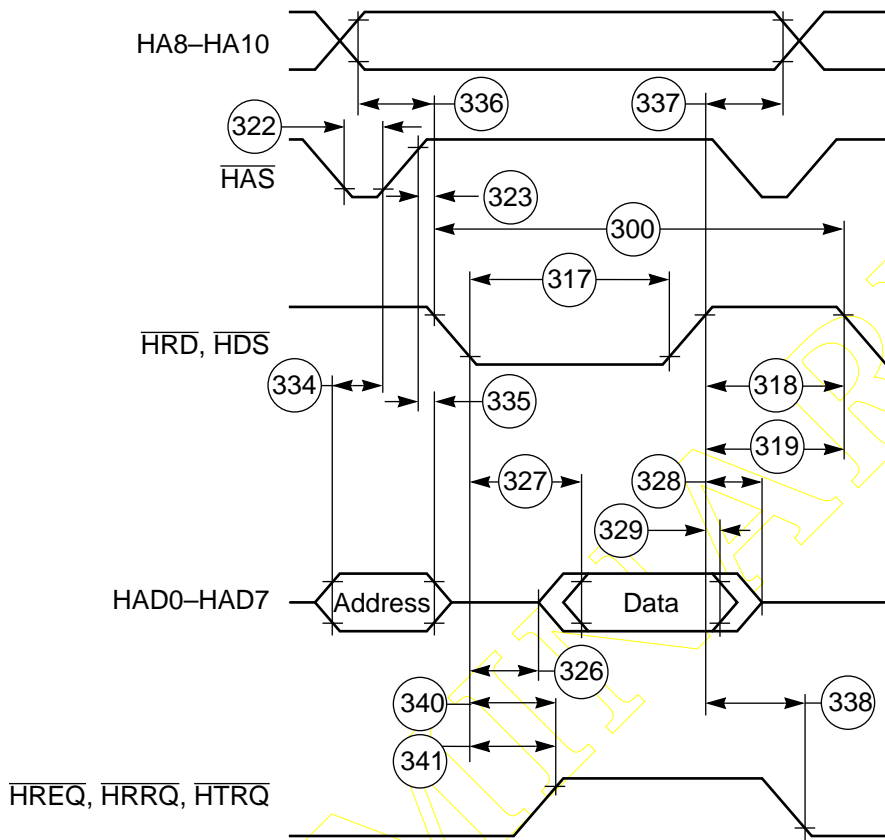 HA8–HA10
336
337
322
HAS
323
300
317
HRD, HDS
334
335
318
319
327
328
329
HAD0–HAD7
Address
Data
326
340
338
341
HREQ, HRRQ, HTRQ